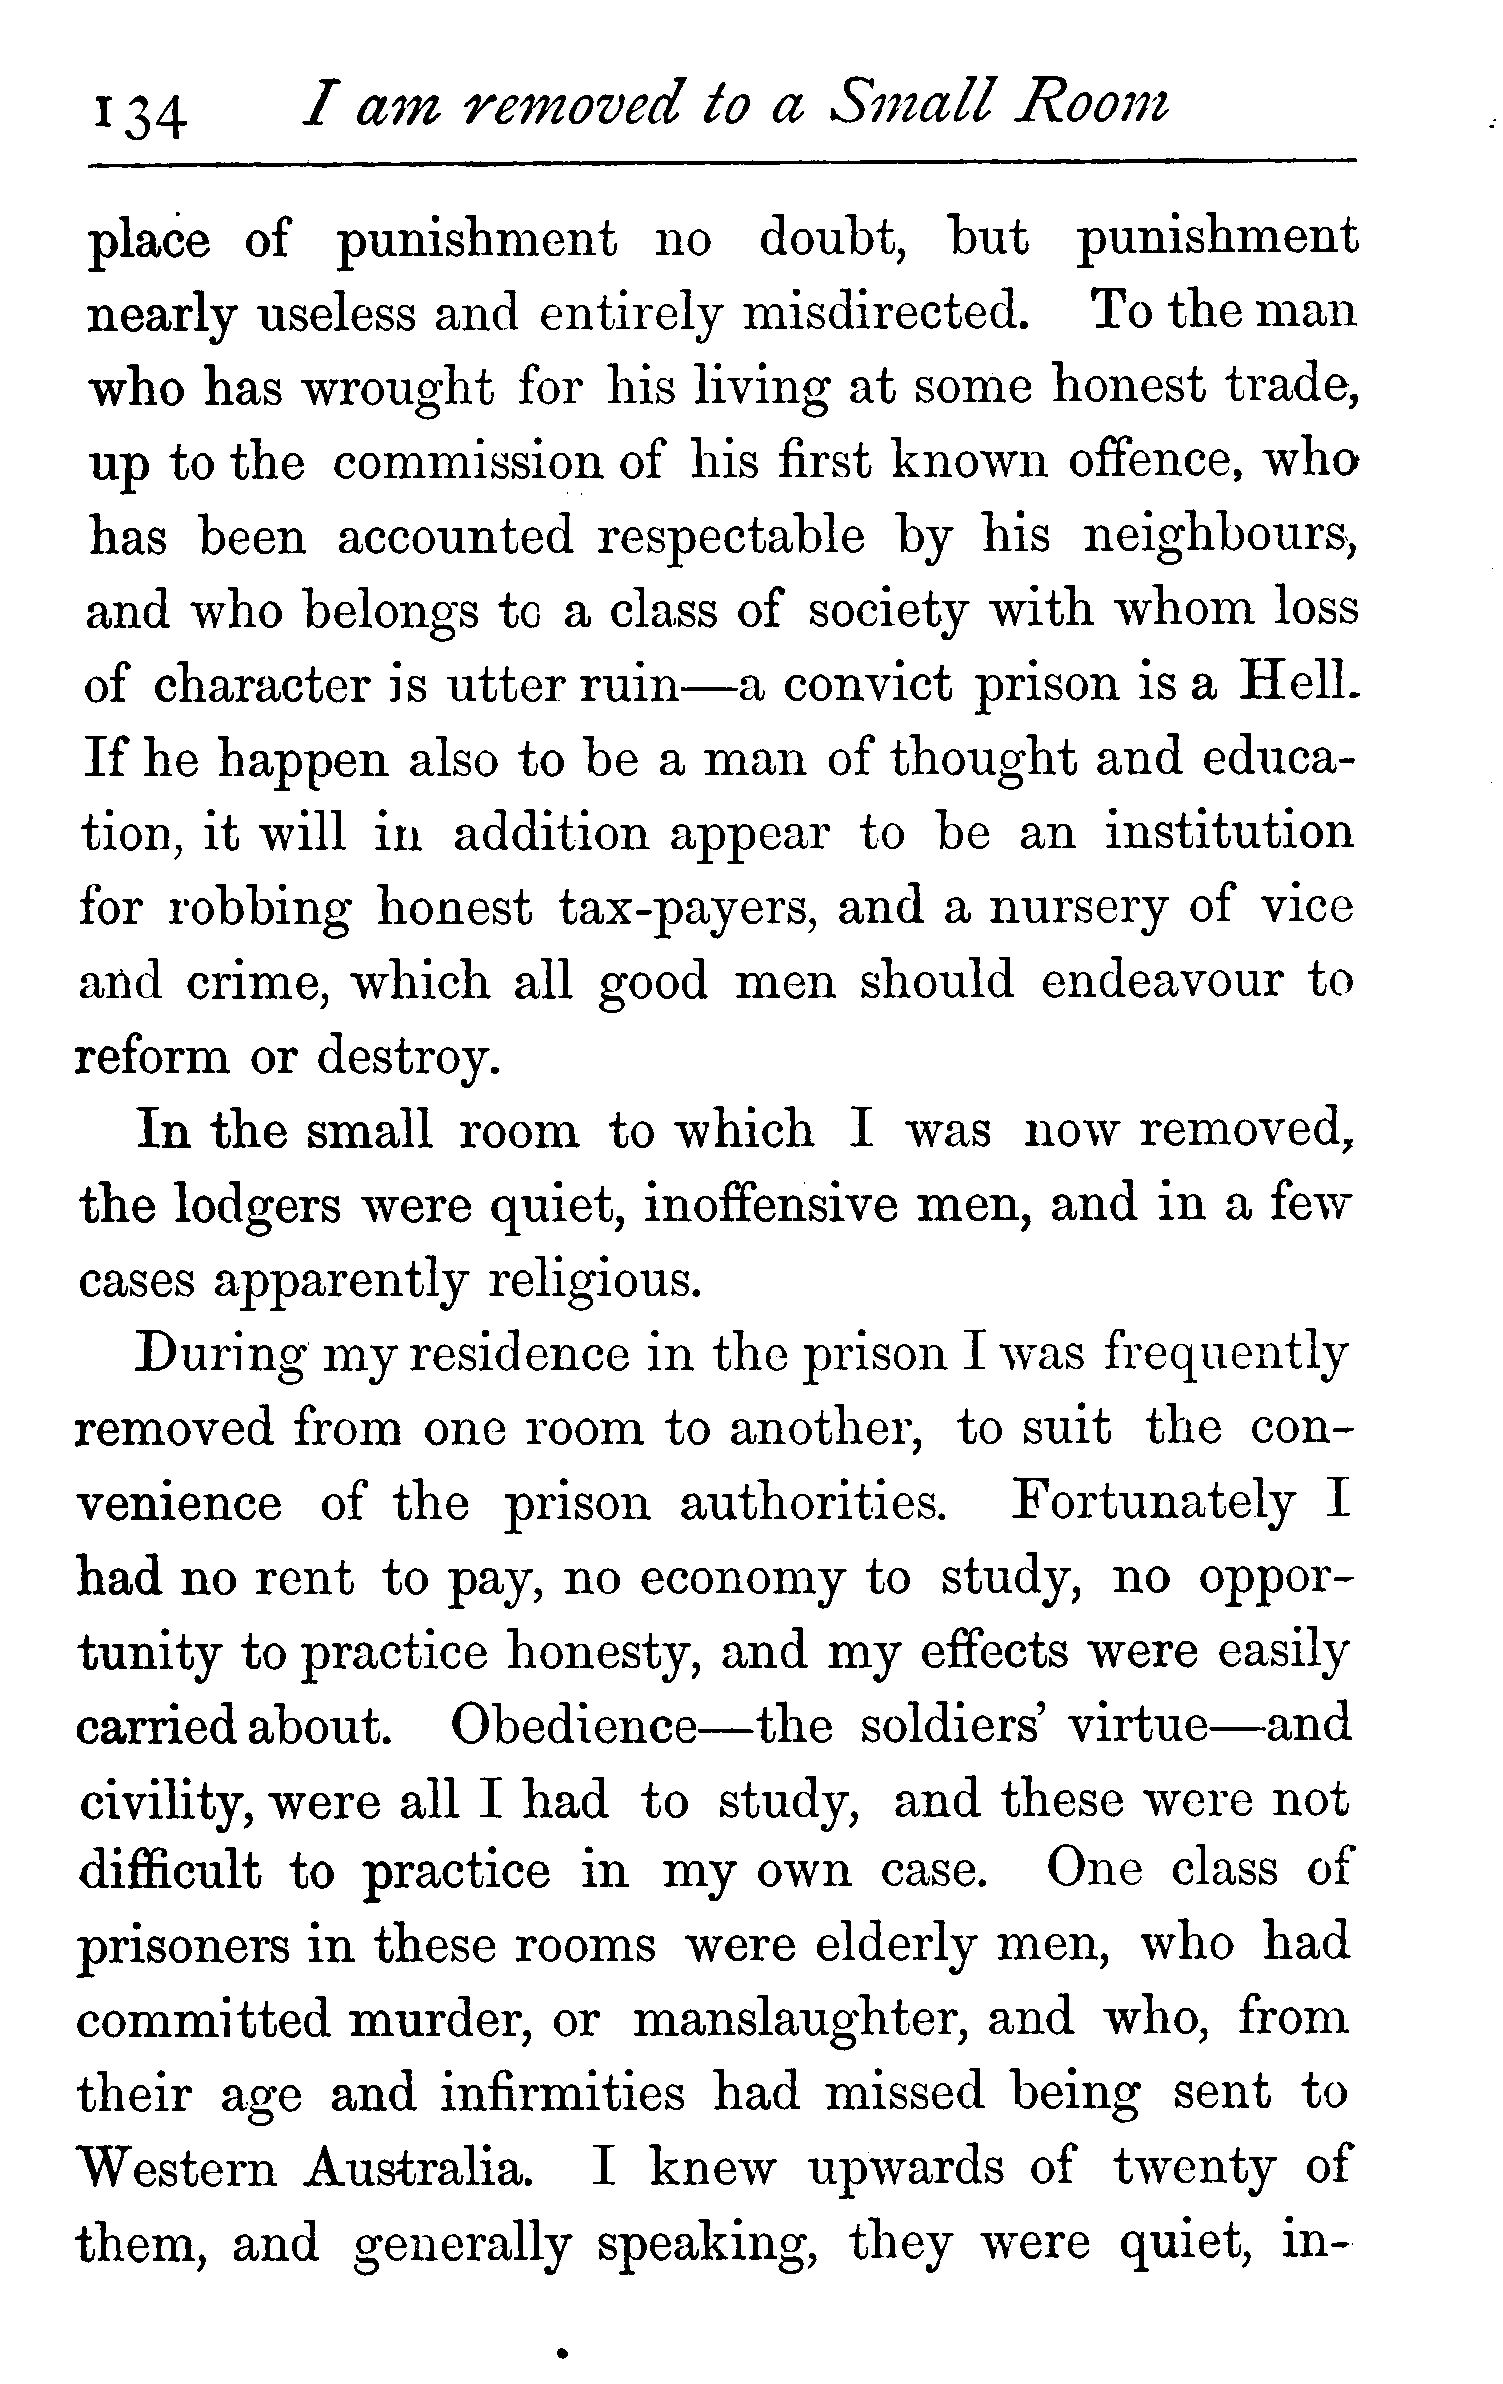 134 I am removed to a Small Room
place of punishment no doubt, but punishment
nearly useless and entirely misdirected. To the man
who has wrought for his living at some honest trade,
up to the commission of his first known offence, who
has been accounted respectable by his neighbours,
and who belongs to a class of society with whom loss
of character is utter ruin—a convict prison is a Hell.
If he happen also to be a man of thought and educa-
tion, it will in addition appear to be an institution
for robbing honest tax-payers, and a nursery of vice
and crime, which all good men should endeavour to
reform or destroy.
In the small room to which I was now removed,
the lodgers were quiet, inoffensive men, and in a few
cases apparently religious.
During my residence in the prison I was frequently
removed from one room to another, to suit the con-
venience of the prison authorities. Fortunately I
had no rent to pay, no economy to study, no oppor-
tunity to practice honesty, and my effects were easily
carried about. Obedience—the soldiers' virtue—and
civility, were all I had to study, and these were not
difficult to practice in my own case. One class of
prisoners in these rooms were elderly men, who had
committed murder, or manslaughter, and who, from
their age and infirmities had missed being sent to
Western Australia. I knew upwards of twenty of
them, and generally speaking, they were quiet, in-